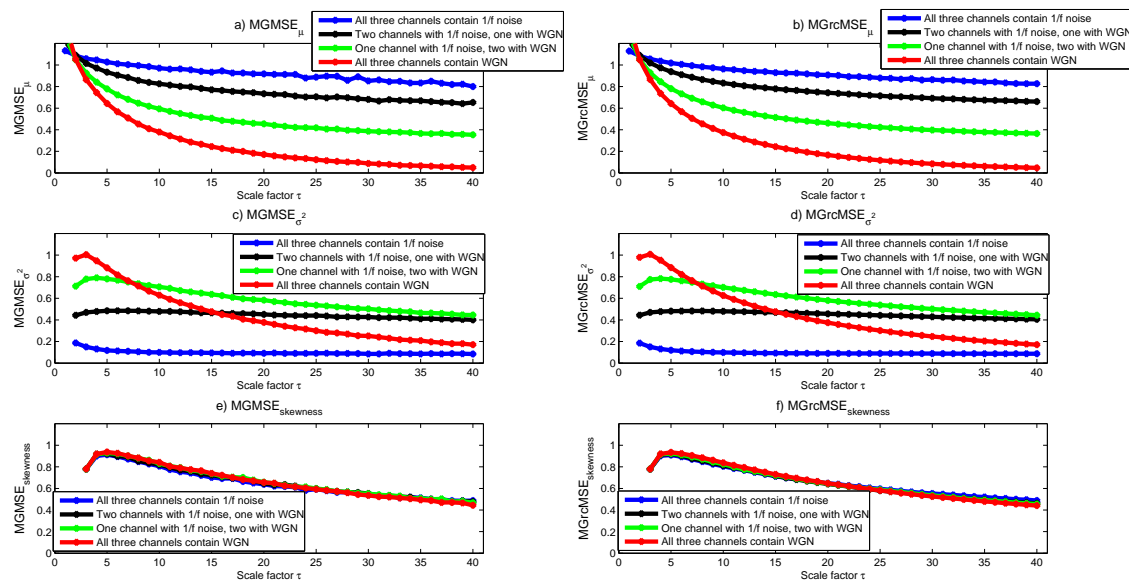 a) MGMSE_μ
All three channels contain 1/f noise
Two channels with 1/f noise, one with WGN
One channel with 1/f noise, two with WGN
All three channels contain WGN
MGMSE_μ
0 0.2 0.4 0.6 0.8 1
0 5 10 15 20 25 30 35 40
Scale factor τ
b) MGrcMSE_μ
All three channels contain 1/f noise
Two channels with 1/f noise, one with WGN
One channel with 1/f noise, two with WGN
All three channels contain WGN
MGrcMSE_μ
0 0.2 0.4 0.6 0.8 1
0 5 10 15 20 25 30 35 40
Scale factor τ
c) MGMSE_σ²
All three channels contain 1/f noise
Two channels with 1/f noise, one with WGN
One channel with 1/f noise, two with WGN
All three channels contain WGN
MGMSE_σ²
0 0.2 0.4 0.6 0.8 1
0 5 10 15 20 25 30 35 40
Scale factor τ
d) MGrcMSE_σ²
All three channels contain 1/f noise
Two channels with 1/f noise, one with WGN
One channel with 1/f noise, two with WGN
All three channels contain WGN
MGrcMSE_σ²
0 0.2 0.4 0.6 0.8 1
0 5 10 15 20 25 30 35 40
Scale factor τ
e) MGMSE_skewness
All three channels contain 1/f noise
Two channels with 1/f noise, one with WGN
One channel with 1/f noise, two with WGN
All three channels contain WGN
MGMSE_skewness
0 0.2 0.4 0.6 0.8 1
0 5 10 15 20 25 30 35 40
Scale factor τ
f) MGrcMSE_skewness
All three channels contain 1/f noise
Two channels with 1/f noise, one with WGN
One channel with 1/f noise, two with WGN
All three channels contain WGN
MGrcMSE_skewness
0 0.2 0.4 0.6 0.8 1
0 5 10 15 20 25 30 35 40
Scale factor τ